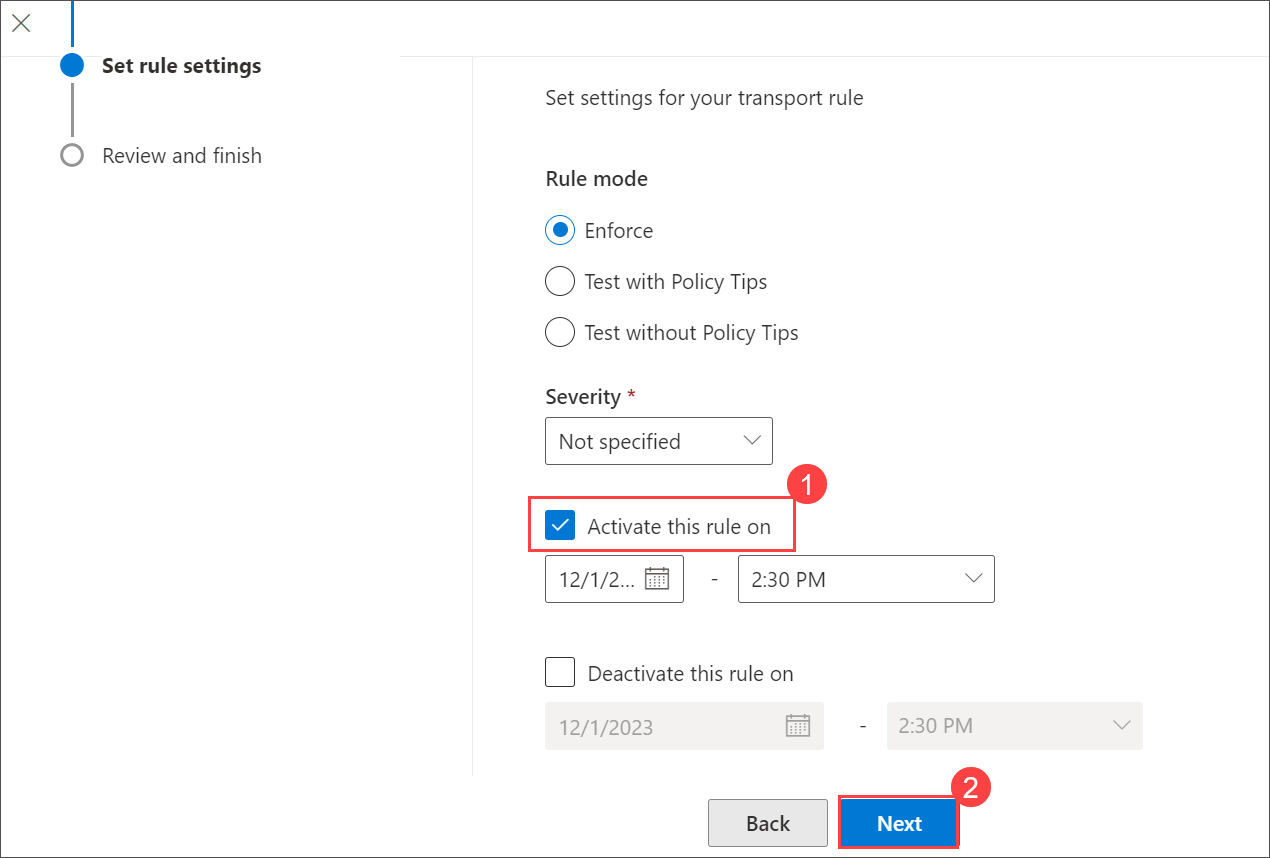 Set rule settings
Review and finish
Set settings for your transport rule
Rule mode
Enforce
Test with Policy Tips
Test without Policy Tips
Severity *
Not specified
1
Activate this rule on
12/1/2... - 2:30 PM
Deactivate this rule on
12/1/2023 - 2:30 PM
2
Back Next